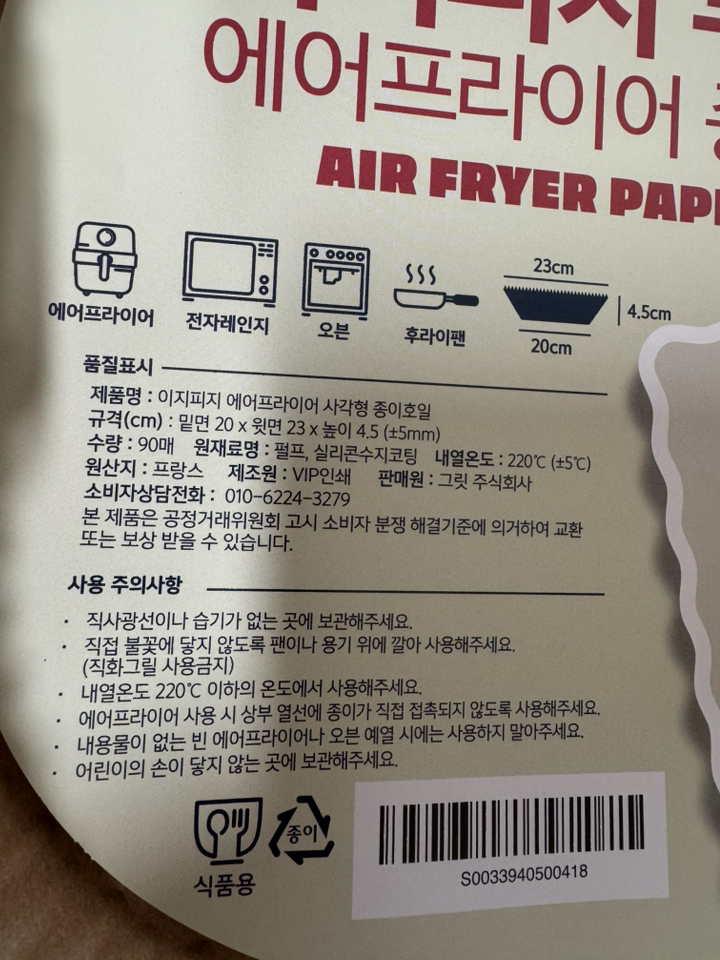 에어프라이어
AIR FRYER
에어프라이어 전자레인지 오븐 후라이팬
23cm
4.5cm
20cm
품질표시
제품명 : 이지피지 에어프라이어 사각형 종이호일
규격(cm) : 밑면 20 x 윗면 23 x 높이 4.5 (±5mm)
수량 : 90매 원재료명 : 펄프, 실리콘수지코팅 내열온도 : 220℃ (±5℃)
원산지 : 프랑스 제조원 : VIP인쇄 판매원 : 그릿 주식회사
소비자상담전화 : 010-6224-3279
본 제품은 공정거래위원회 고시 소비자 분쟁 해결기준에 의거하여 교환
또는 보상 받을 수 있습니다.
사용 주의사항
· 직사광선이나 습기가 없는 곳에 보관해주세요.
· 직접 불꽃에 닿지 않도록 팬이나 용기 위에 깔아 사용해주세요.
(직화그릴 사용금지)
· 내열온도 220℃ 이하의 온도에서 사용해주세요.
· 에어프라이어 사용 시 상부 열선에 종이가 직접 접촉되지 않도록 사용해주세요.
· 내용물이 없는 빈 에어프라이어나 오븐 예열 시에는 사용하지 말아주세요.
· 어린이의 손이 닿지 않는 곳에 보관해주세요.
종이
식품용
S0033940500418